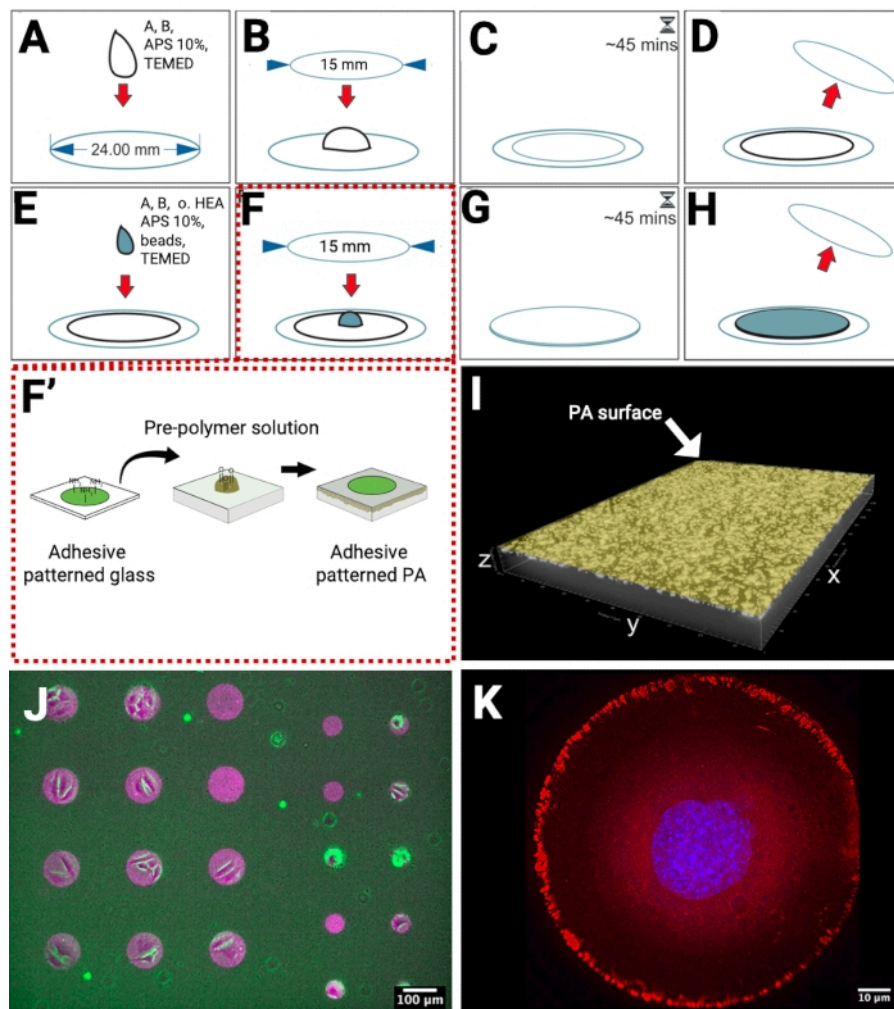 A
A, B,
APS 10%,
TEMED
24.00 mm
B
15 mm
C
~45 mins
D
E
A, B, o. HEA
APS 10%,
beads,
TEMED
F
15 mm
G
~45 mins
H
F’
Pre-polymer solution
Adhesive
patterned glass
Adhesive
patterned PA
I
PA surface
z
y
x
J
100 µm
K
10 µm